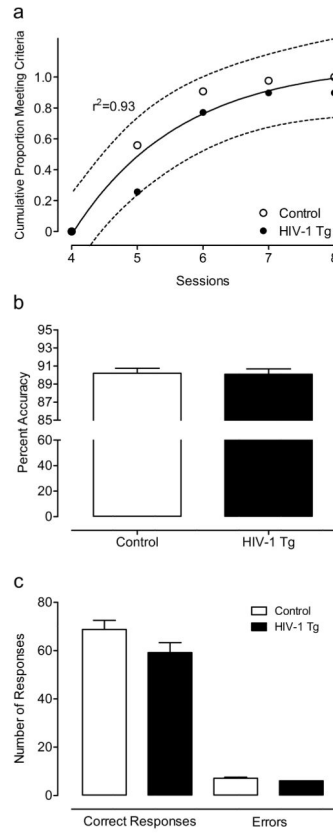 a
Cumulative Proportion Meeting Criteria
1.0
0.8
0.6
0.4
0.2
0
r²=0.93
Control
HIV-1 Tg
4 5 6 7 8
Sessions
b
Percent Accuracy
95
93
91
89
87
85
60
40
20
0
Control HIV-1 Tg
c
Number of Responses
80
60
40
20
0
Control
HIV-1 Tg
Correct Responses Errors